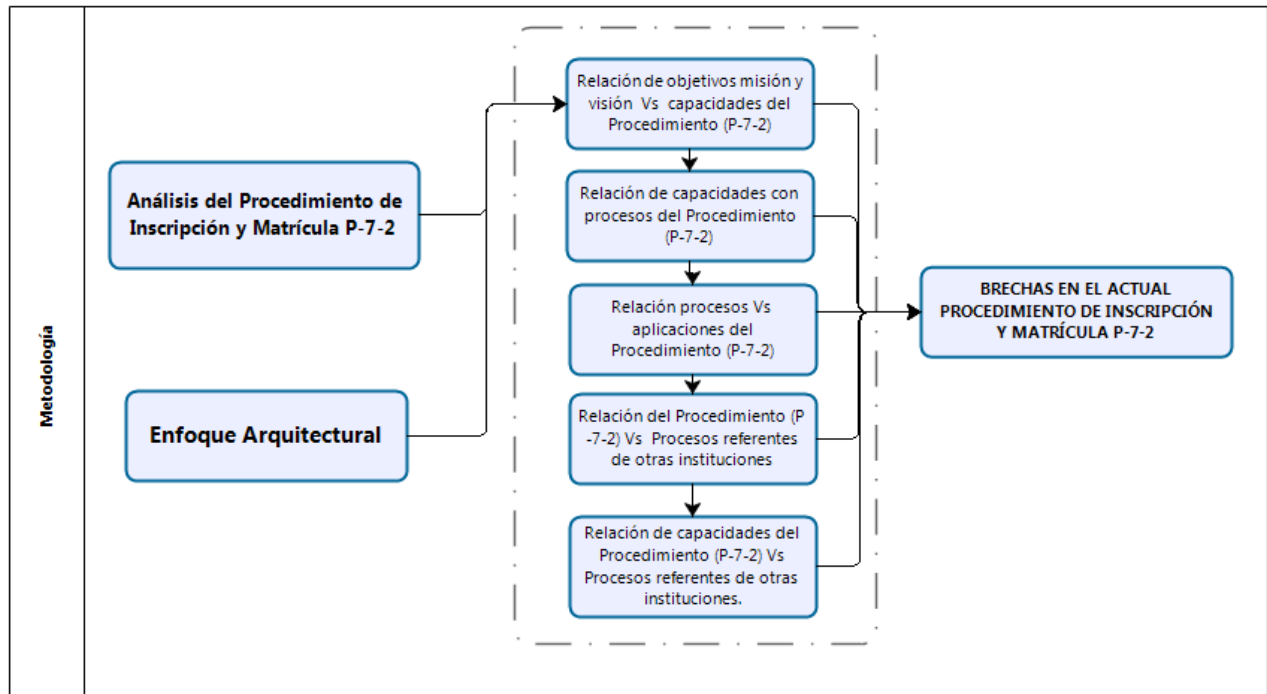 Metodología
Análisis del Procedimiento de
Inscripción y Matrícula P-7-2
Enfoque Arquitectural
Relación de objetivos misión y
visión Vs capacidades del
Procedimiento (P-7-2)
Relación de capacidades con
procesos del Procedimiento
(P-7-2)
Relación procesos Vs
aplicaciones del
Procedimiento (P-7-2)
Relación del Procedimiento (P
-7-2) Vs Procesos referentes
de otras instituciones
Relación de capacidades del
Procedimiento (P-7-2) Vs
Procesos referentes de otras
instituciones.
BRECHAS EN EL ACTUAL
PROCEDIMIENTO DE INSCRIPCIÓN
Y MATRÍCULA P-7-2